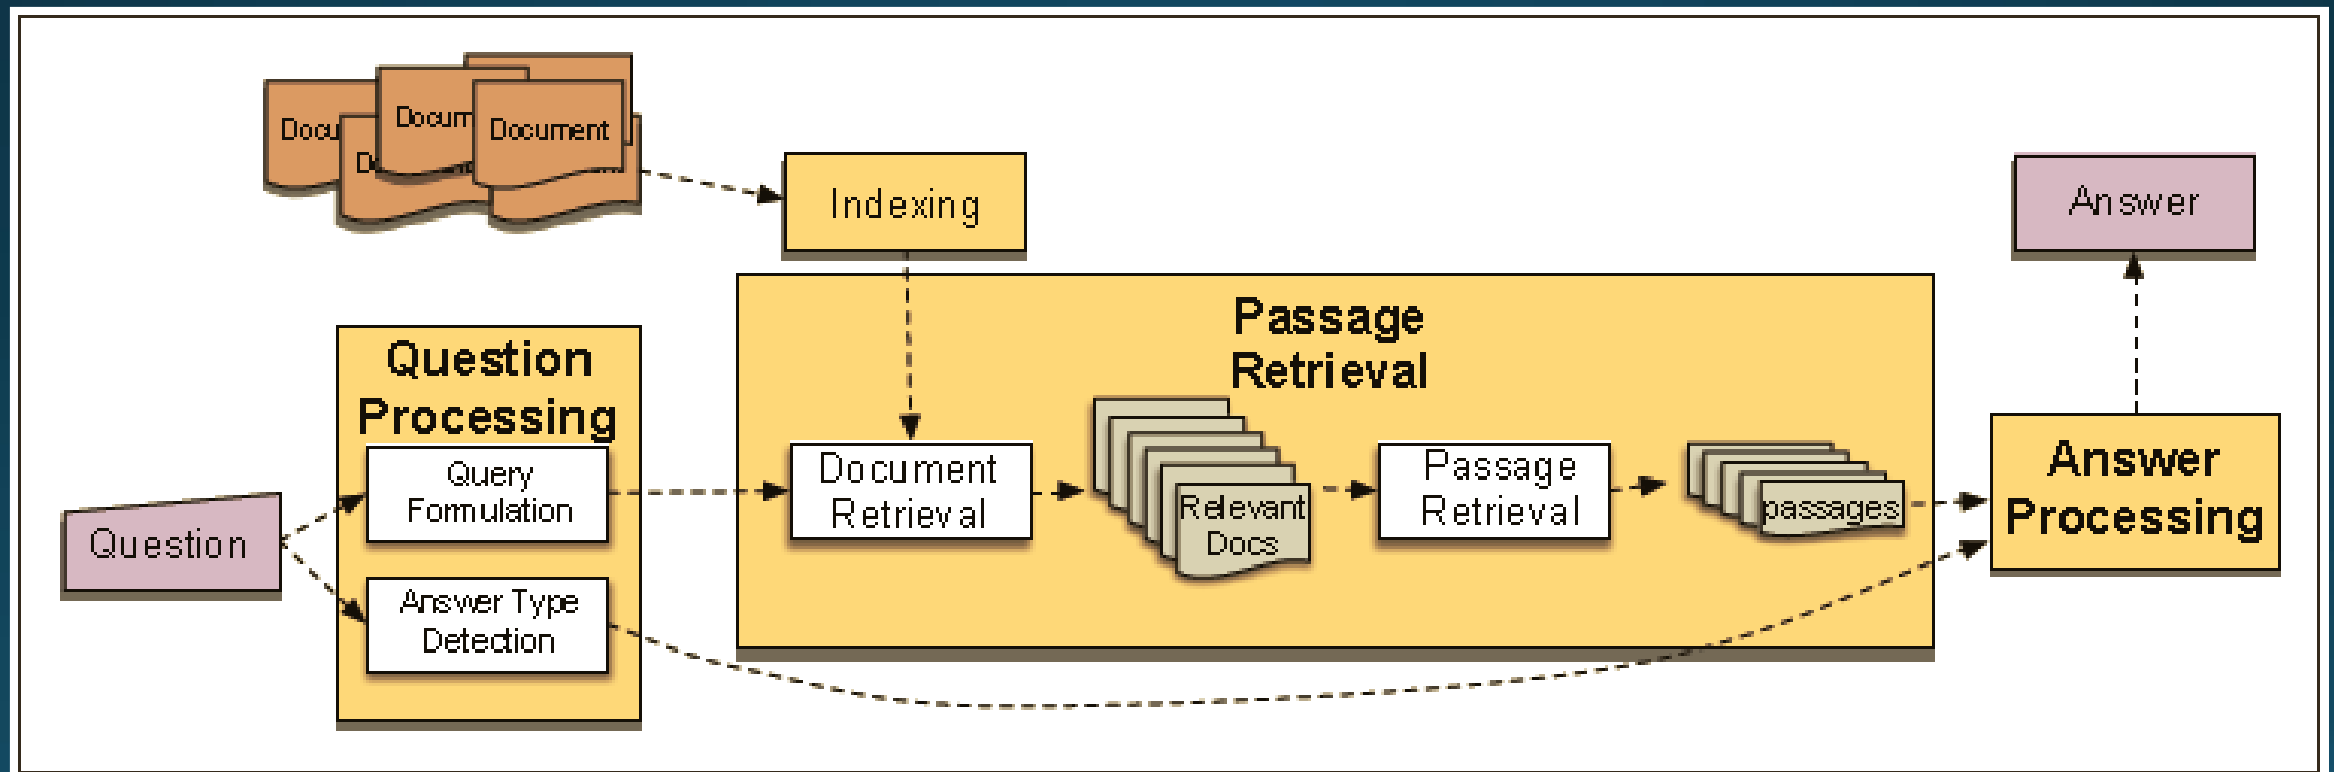 Document
Indexing
Answer
Passage
Retrieval
Question
Processing
Query
Formulation
Document
Retrieval
Relevant
Docs
Passage
Retrieval
passages
Answer
Processing
Question
Answer Type
Detection